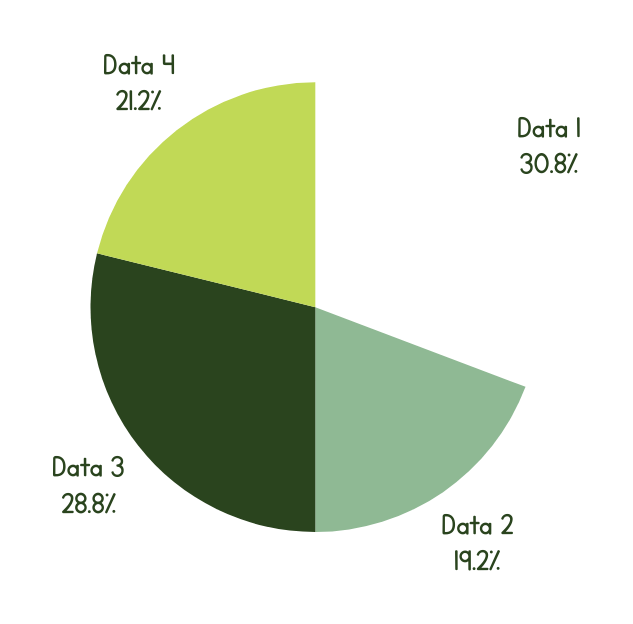 Data 4
21.2%
Data 1
30.8%
Data 3
28.8%
Data 2
19.2%